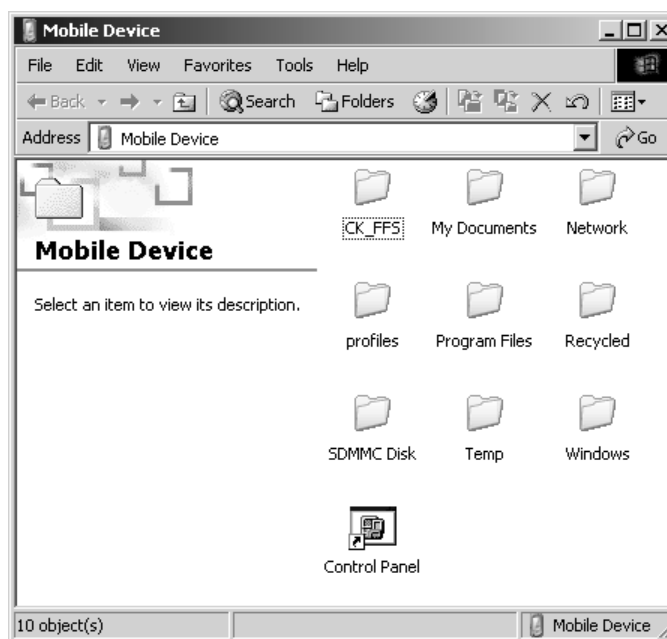 Mobile Device
File Edit View Favorites Tools Help
Back Search Folders
Address Mobile Device Go
CK_FFS My Documents Network
Mobile Device
Select an item to view its description.
profiles Program Files Recycled
SDMMC Disk Temp Windows
Control Panel
10 object(s) Mobile Device